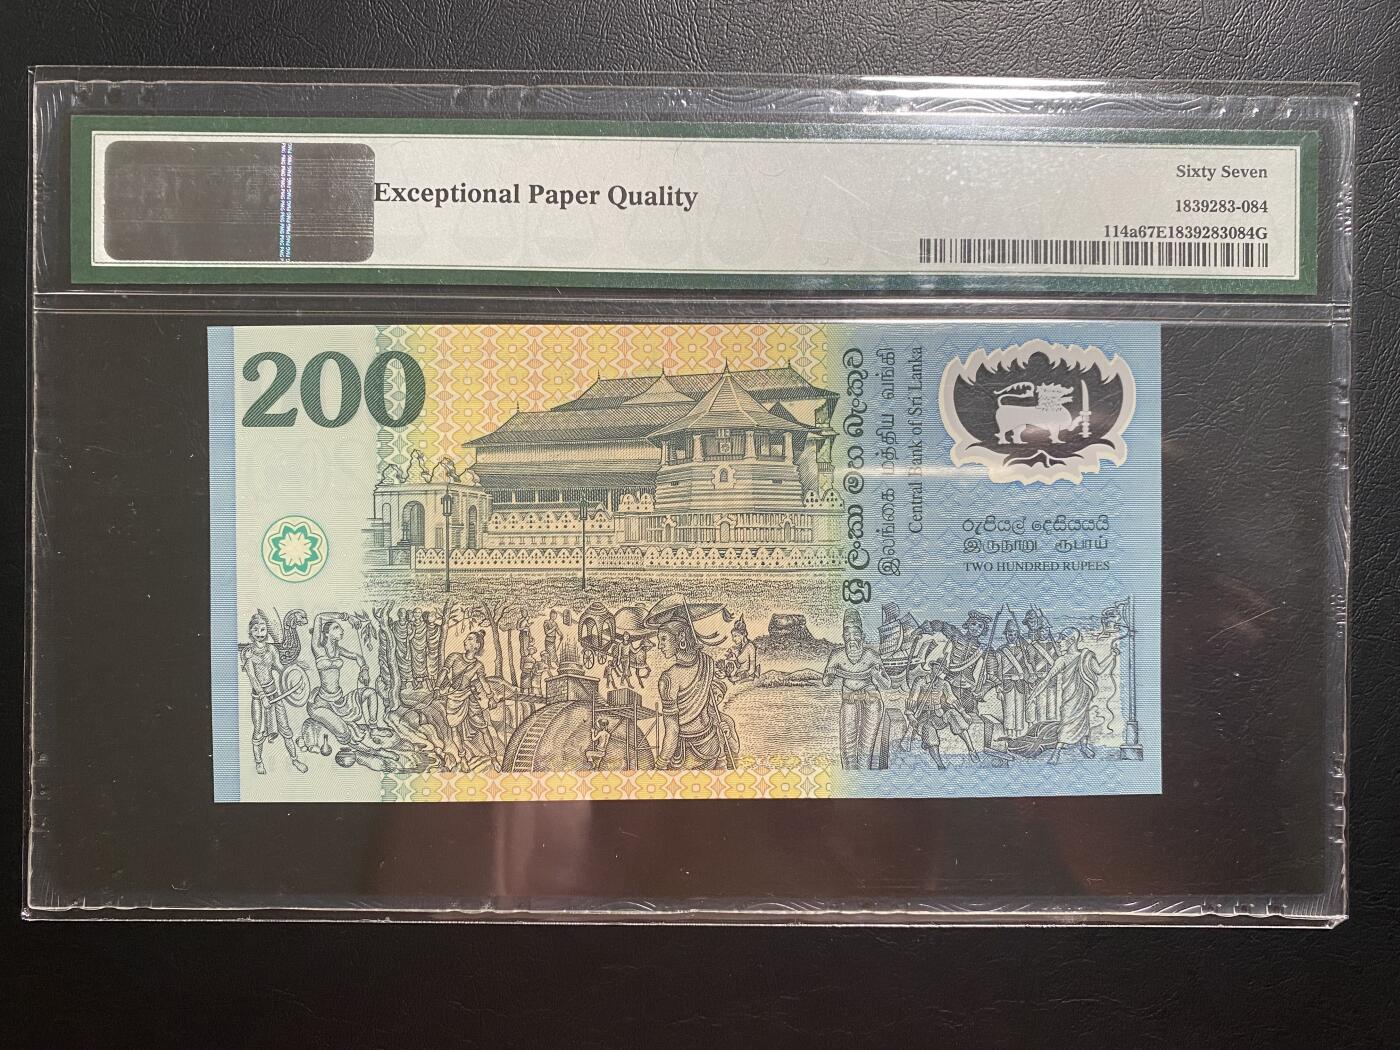 Exceptional Paper Quality
Sixty Seven
1839283-084
114a67E1839283084G
200
ශ්‍රී ලංකා මහ බැංකුව
இலங்கை மத்திய வங்கி
Central Bank of Sri Lanka
රුපියල් දෙසියයයි
இருநூறு ரூபாய்
TWO HUNDRED RUPEES